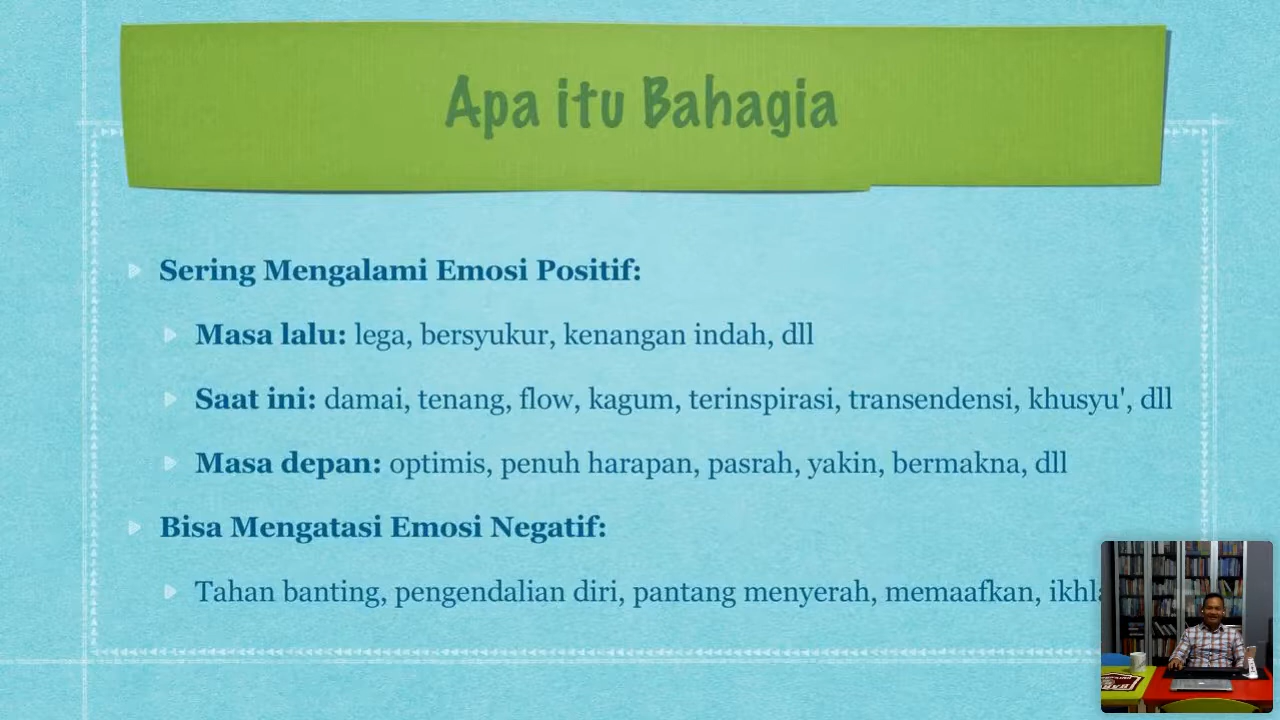 Apa itu Bahagia
Sering Mengalami Emosi Positif:
Masa lalu: lega, bersyukur, kenangan indah, dll
Saat ini: damai, tenang, flow, kagum, terinspirasi, transendensi, khusyu', dll
Masa depan: optimis, penuh harapan, pasrah, yakin, bermakna, dll
Bisa Mengatasi Emosi Negatif:
Tahan banting, pengendalian diri, pantang menyerah, memaafkan,